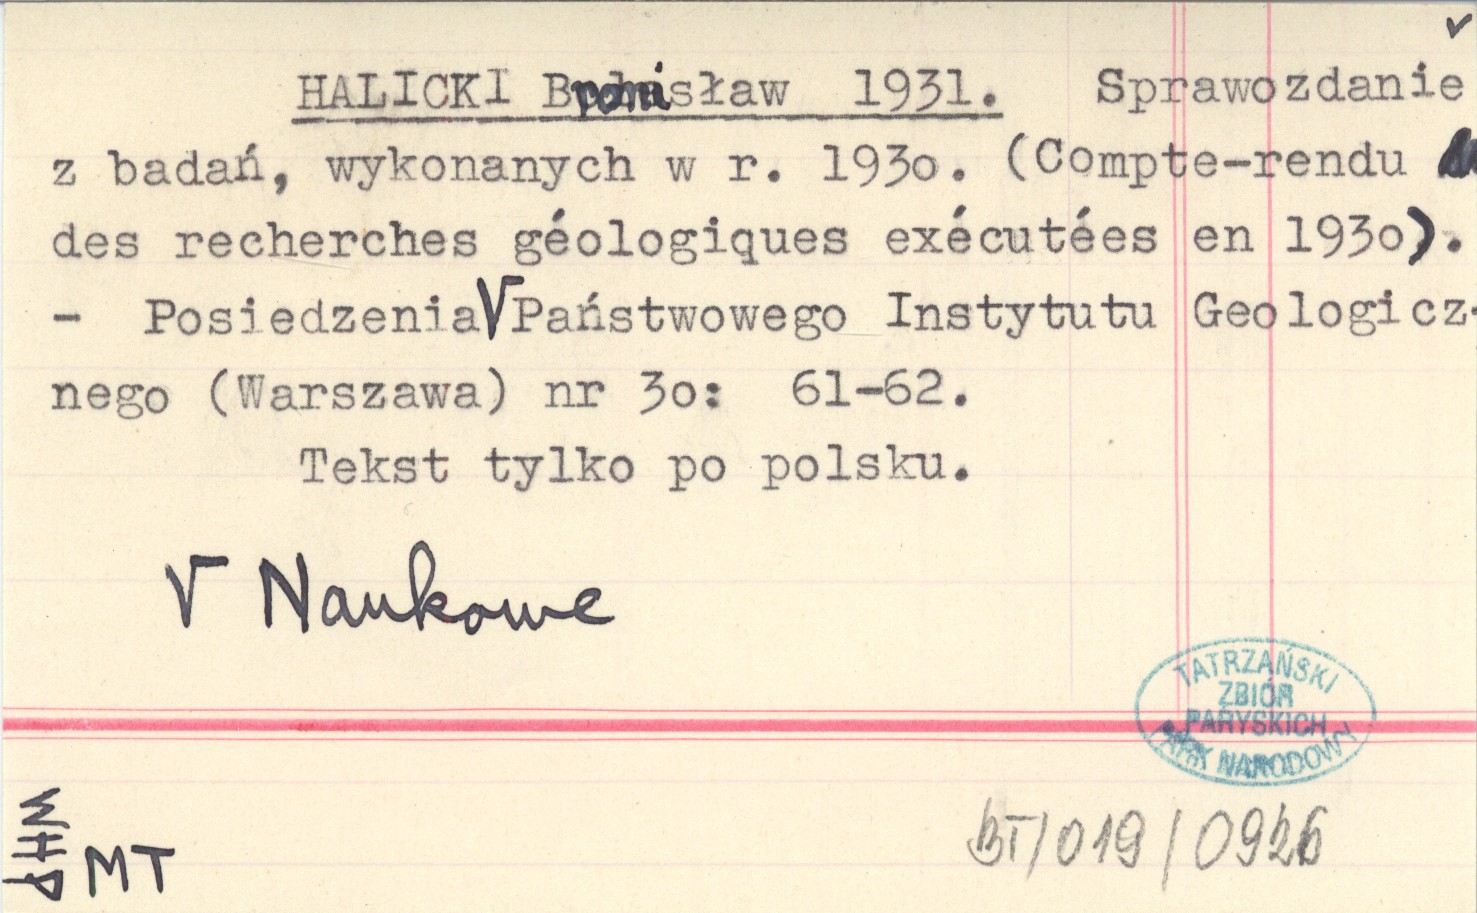 ✓
HALICKI Bronisław 1931. Sprawozdanie
z badań, wykonanych w r. 193o. (Compte-rendu
des recherches géologiques exécutées en 193o).
- Posiedzenia V Państwowego Instytutu Geologicz-
nego (Warszawa) nr 3o: 61-62.
Tekst tylko po polsku.
V Naukowe
TATRZAŃSKI
ZBIÓR
PARYSKICH
PARK NARODOWY
WHP
MT
BT/019/0926